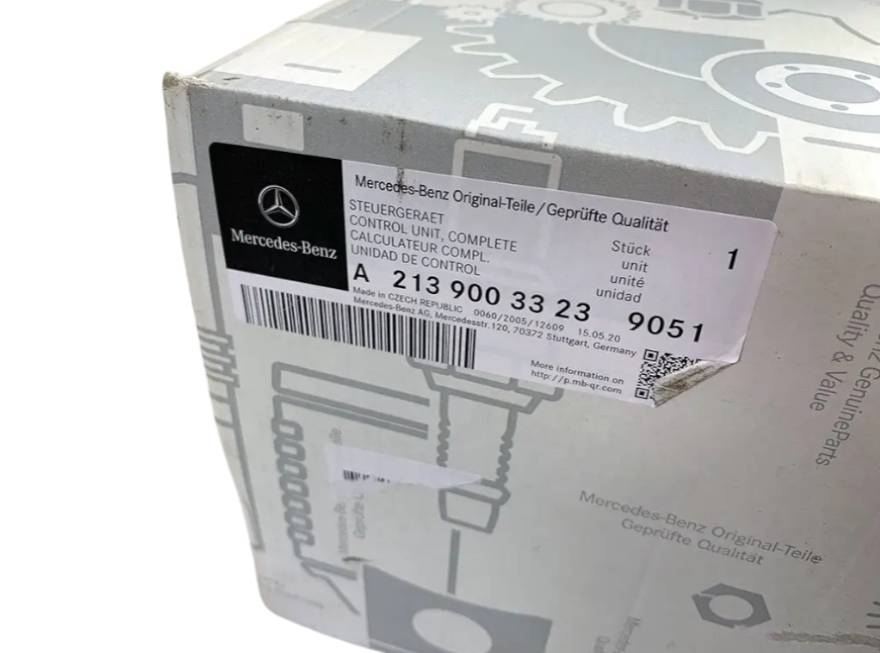 Mercedes-Benz
Mercedes-Benz Original-Teile/Geprüfte Qualität
STEUERGERAET
CONTROL UNIT, COMPLETE
CALCULATEUR COMPL.
UNIDAD DE CONTROL
Stück
unit
unité
unidad
1
A 213 900 33 23 9051
Made in CZECH REPUBLIC 0060/2005/12609 15.05.20
Mercedes-Benz AG, Mercedesstr.120, 70372 Stuttgart, Germany
More information on
http://p.mb-qr.com
GenuineParts
Quality & Value
Mercedes-Benz Original-Teile
Geprüfte Qualität